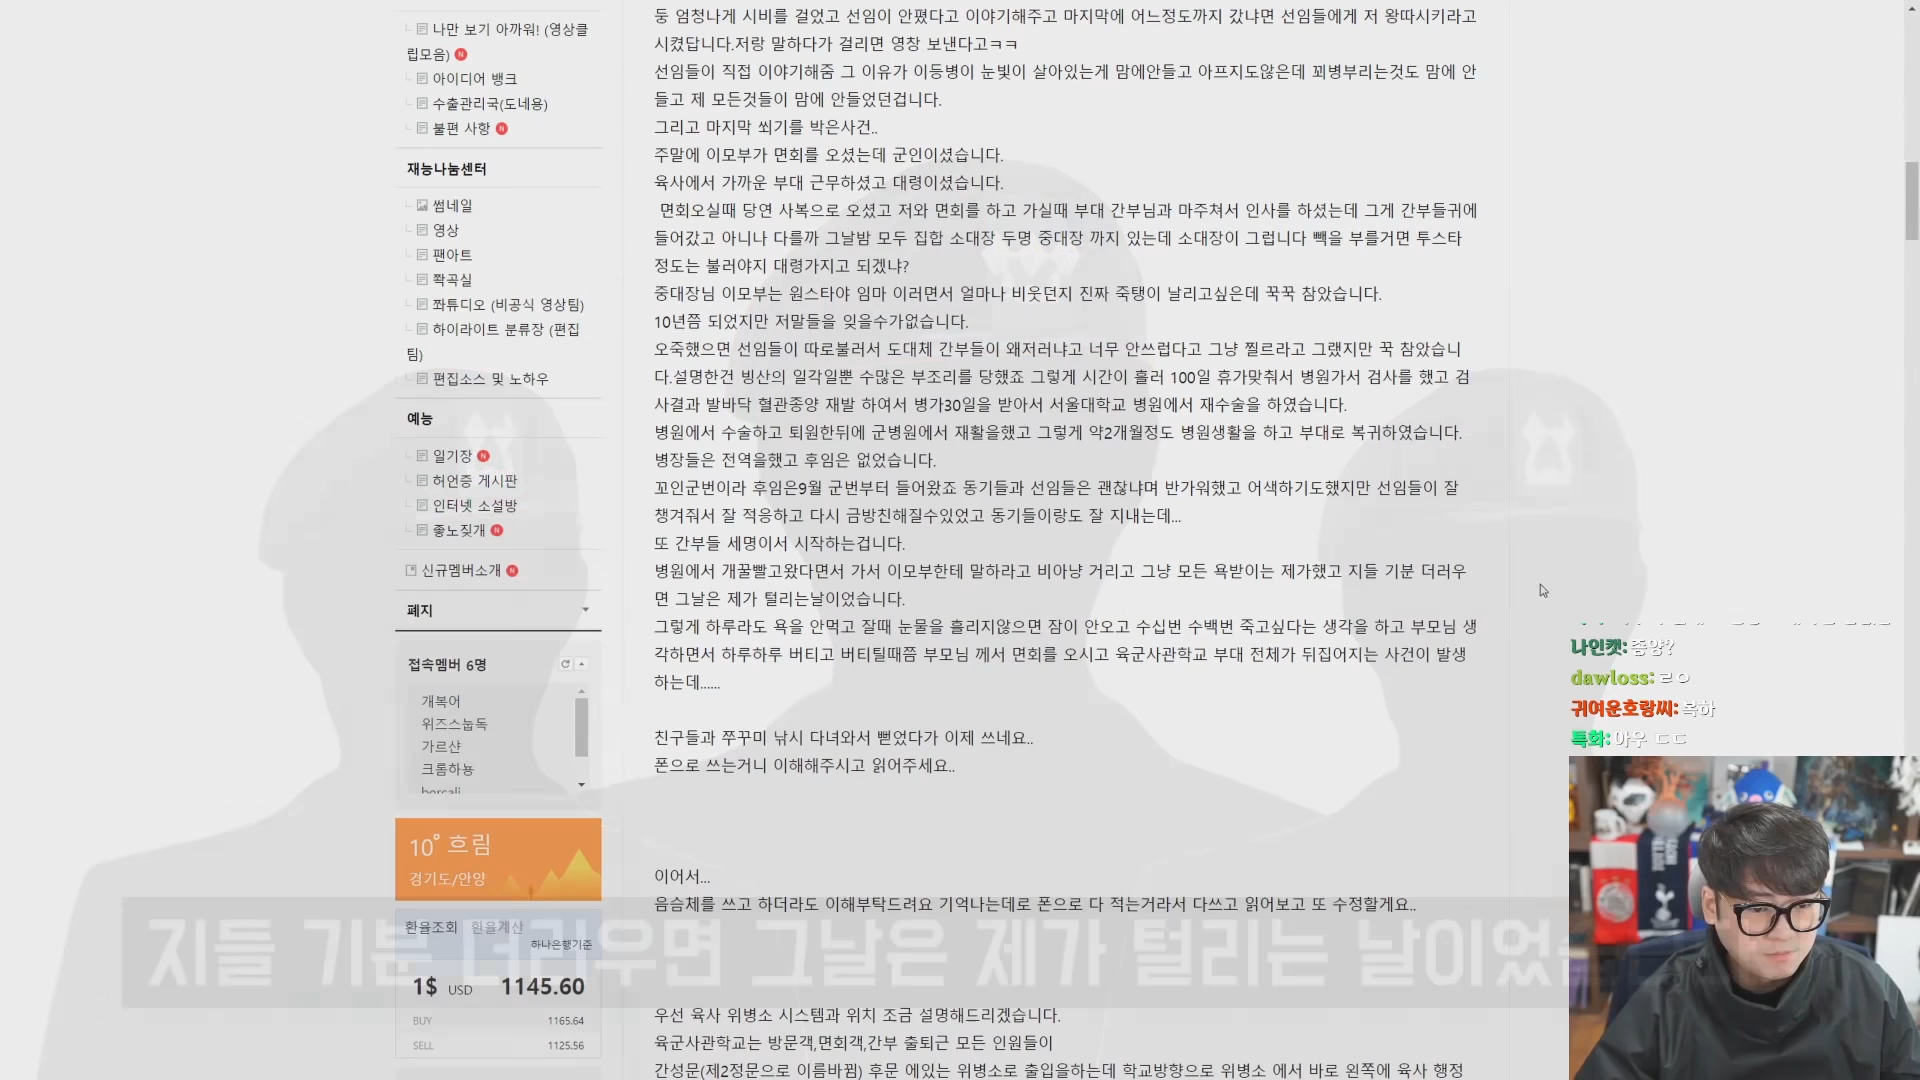 나만 보기 아까워! (영상클
립모음) N
아이디어 뱅크
수출관리국(도네용)
불편 사항 N
재능나눔센터
썸네일
영상
팬아트
쫙곡실
쫘튜디오 (비공식 영상팀)
하이라이트 분류장 (편집
팀)
편집소스 및 노하우
예능
일기장 N
허언증 게시판
인터넷 소설방
좋노짖개 N
신규멤버소개 N
폐지
접속멤버 6명
개복어
위즈스눕독
가르샨
크롬하뇽
10° 흐림
경기도/안양
환율조회 환율계산
하나은행기준
1$ USD 1145.60
BUY 1165.64
SELL 1125.56
둥 엄청나게 시비를 걸었고 선임이 안폈다고 이야기해주고 마지막에 어느정도까지 갔냐면 선임들에게 저 왕따시키라고
시켰답니다.저랑 말하다가 걸리면 영창 보낸다고ㅋㅋ
선임들이 직접 이야기해줌 그 이유가 이등병이 눈빛이 살아있는게 맘에안들고 아프지도않은데 꾀병부리는것도 맘에 안
들고 제 모든것들이 맘에 안들었던겁니다.
그리고 마지막 쐬기를 박은사건..
주말에 이모부가 면회를 오셨는데 군인이셨습니다.
육사에서 가까운 부대 근무하셨고 대령이셨습니다.
면회오실때 당연 사복으로 오셨고 저와 면회를 하고 가실때 부대 간부님과 마주쳐서 인사를 하셨는데 그게 간부들귀에
들어갔고 아니나 다를까 그날밤 모두 집합 소대장 두명 중대장 까지 있는데 소대장이 그럽니다 빽을 부를거면 투스타
정도는 불러야지 대령가지고 되겠냐?
중대장님 이모부는 원스타야 임마 이러면서 얼마나 비웃던지 진짜 죽탱이 날리고싶은데 꾹꾹 참았습니다.
10년쯤 되었지만 저말들을 잊을수가없습니다.
오죽했으면 선임들이 따로불러서 도대체 간부들이 왜저러냐고 너무 안쓰럽다고 그냥 찔르라고 그랬지만 꾹 참았습니
다.설명한건 빙산의 일각일뿐 수많은 부조리를 당했죠 그렇게 시간이 흘러 100일 휴가맞춰서 병원가서 검사를 했고 검
사결과 발바닥 혈관종양 재발 하여서 병가30일을 받아서 서울대학교 병원에서 재수술을 하였습니다.
병원에서 수술하고 퇴원한뒤에 군병원에서 재활을했고 그렇게 약2개월정도 병원생활을 하고 부대로 복귀하였습니다.
병장들은 전역을했고 후임은 없었습니다.
꼬인군번이라 후임은9월 군번부터 들어왔죠 동기들과 선임들은 괜찮냐며 반가워했고 어색하기도했지만 선임들이 잘
챙겨줘서 잘 적응하고 다시 금방친해질수있었고 동기들이랑도 잘 지내는데...
또 간부들 세명이서 시작하는겁니다.
병원에서 개꿀빨고왔다면서 가서 이모부한테 말하라고 비아냥 거리고 그냥 모든 욕받이는 제가했고 지들 기분 더러우
면 그날은 제가 털리는날이었습니다.
그렇게 하루라도 욕을 안먹고 잘때 눈물을 흘리지않으면 잠이 안오고 수십번 수백번 죽고싶다는 생각을 하고 부모님 생
각하면서 하루하루 버티고 버티틸때쯤 부모님 께서 면회를 오시고 육군사관학교 부대 전체가 뒤집어지는 사건이 발생
하는데......
친구들과 쭈꾸미 낚시 다녀와서 뻗었다가 이제 쓰네요..
폰으로 쓰는거니 이해해주시고 읽어주세요..
이어서...
음슴체를 쓰고 하더라도 이해부탁드려요 기억나는데로 폰으로 다 적는거라서 다쓰고 읽어보고 또 수정할게요..
우선 육사 위병소 시스템과 위치 조금 설명해드리겠습니다.
육군사관학교는 방문객,면회객,간부 출퇴근 모든 인원들이
간성문(제2정문으로 이름바뀜) 후문 에있는 위병소로 출입을하는데 학교방향으로 위병소 에서 바로 왼쪽에 육사 행정
지들 기분 더러우면 그날은 제가 털리는 날이었
나인캣: 종양?
dawloss: ㄹㅇ
귀여운호랑씨: 혹하
특화: 아우 ㄷㄷ